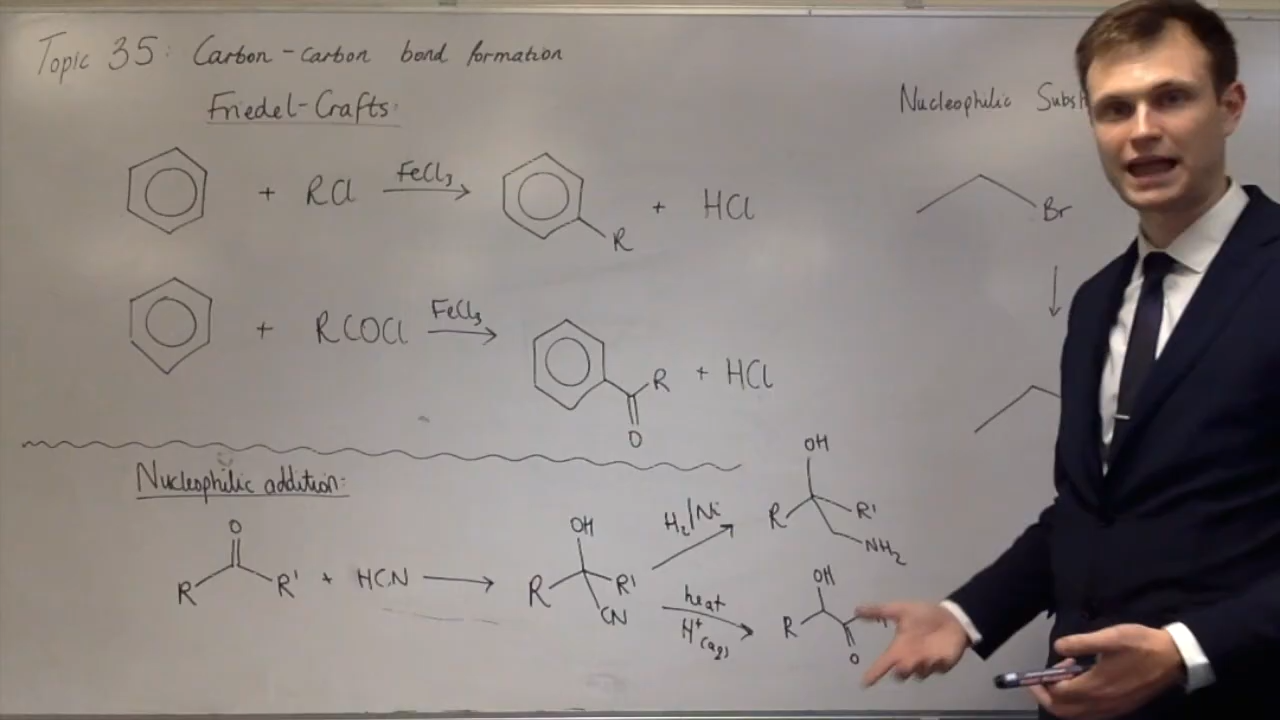 Topic 35: Carbon-carbon bond formation
Friedel-Crafts:
+ RCl FeCl₃ R + HCl
+ RCOCl FeCl₃ R O + HCl
Nucleophilic addition:
O R R' + HCN OH R R' CN
H₂/Ni OH R R' NH₂
heat H⁺(aq) OH R O
Nucleophilic
Br